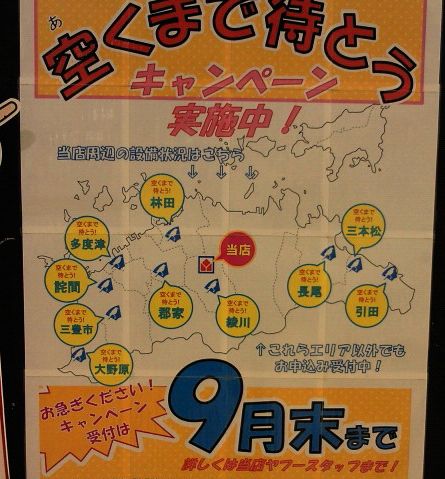 あ
空くまで待とう
キャンペーン
実施中！
当店周辺の設備状況はこちら
↓ ↓ ↓
空くまで待とう!
林田
空くまで待とう!
三本松
空くまで待とう!
多度津
当店
空くまで待とう!
詫間
空くまで待とう!
郡家
空くまで待とう!
綾川
空くまで待とう!
長尾
空くまで待とう!
引田
空くまで待とう!
三豊市
空くまで待とう!
大野原
↑これらエリア以外でも
お申込み受付中！
お急ぎください！
キャンペーン
受付は
9月末まで
詳しくは当店ヤフースタッフまで！